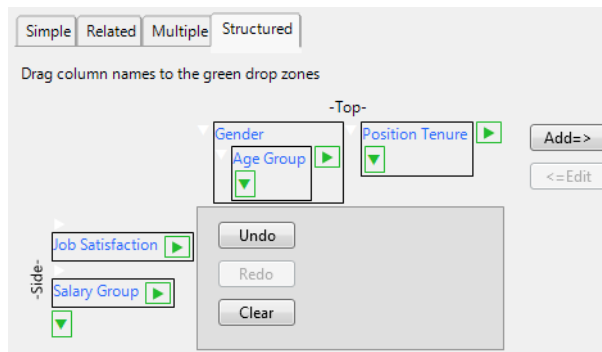 Simple Related Multiple Structured
Drag column names to the green drop zones
-Top-
Gender Position Tenure Add=>
Age Group
<=Edit
Undo
Job Satisfaction
Redo
-Side-
Salary Group
Clear